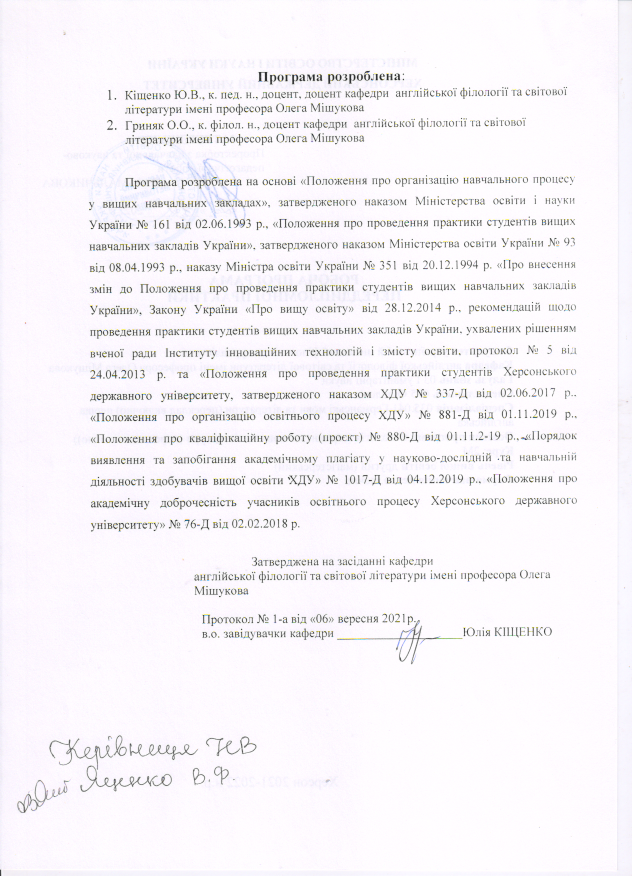 Програма розроблена:
1. Кіщенко Ю.В., к. пед. н., доцент, доцент кафедри англійської філології та світової
літератури імені професора Олега Мішукова
2. Гриняк О.О., к. філол. н., доцент кафедри англійської філології та світової
літератури імені професора Олега Мішукова
Програма розроблена на основі «Положення про організацію навчального процесу
у вищих навчальних закладах», затвердженого наказом Міністерства освіти і науки
України № 161 від 02.06.1993 р., «Положення про проведення практики студентів вищих
навчальних закладів України», затвердженого наказом Міністерства освіти України № 93
від 08.04.1993 р., наказу Міністра освіти України № 351 від 20.12.1994 р. «Про внесення
змін до Положення про проведення практики студентів вищих навчальних закладів
України», Закону України «Про вищу освіту» від 28.12.2014 р., рекомендацій щодо
проведення практики студентів вищих навчальних закладів України, ухвалених рішенням
вченої ради Інституту інноваційних технологій і змісту освіти, протокол № 5 від
24.04.2013 р. та «Положення про проведення практики студентів Херсонського
державного університету, затвердженого наказом ХДУ № 337-Д від 02.06.2017 р.,
«Положення про організацію освітнього процесу ХДУ» № 881-Д від 01.11.2019 р.,
«Положення про кваліфікаційну роботу (проєкт) № 880-Д від 01.11.2-19 р., «Порядок
виявлення та запобігання академічному плагіату у науково-дослідній та навчальній
діяльності здобувачів вищої освіти ХДУ» № 1017-Д від 04.12.2019 р., «Положення про
академічну доброчесність учасників освітнього процесу Херсонського державного
університету» № 76-Д від 02.02.2018 р.
Затверджена на засіданні кафедри
англійської філології та світової літератури імені професора Олега
Мішукова
Протокол № 1-а від «06» вересня 2021р.
в.о. завідувачки кафедри ____________________Юлія КІЩЕНКО
Керівниця НВ
Яценко В.Ф.